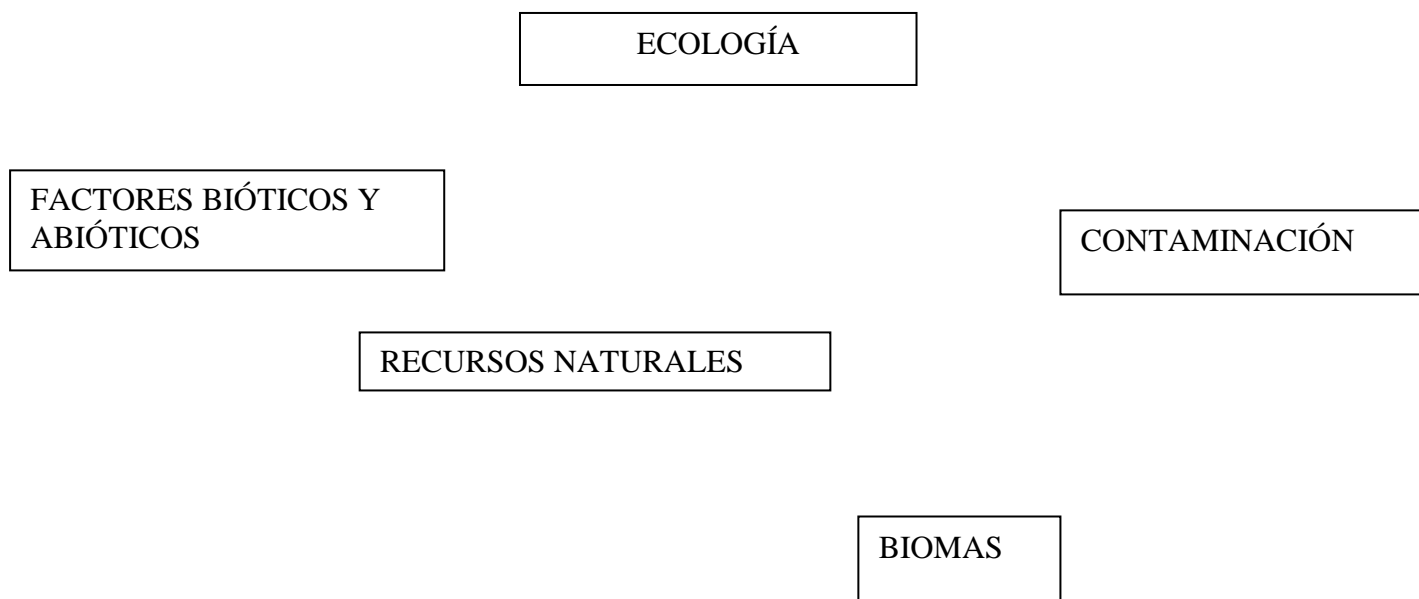 ECOLOGÍA
FACTORES BIÓTICOS Y
ABIÓTICOS
CONTAMINACIÓN
RECURSOS NATURALES
BIOMAS